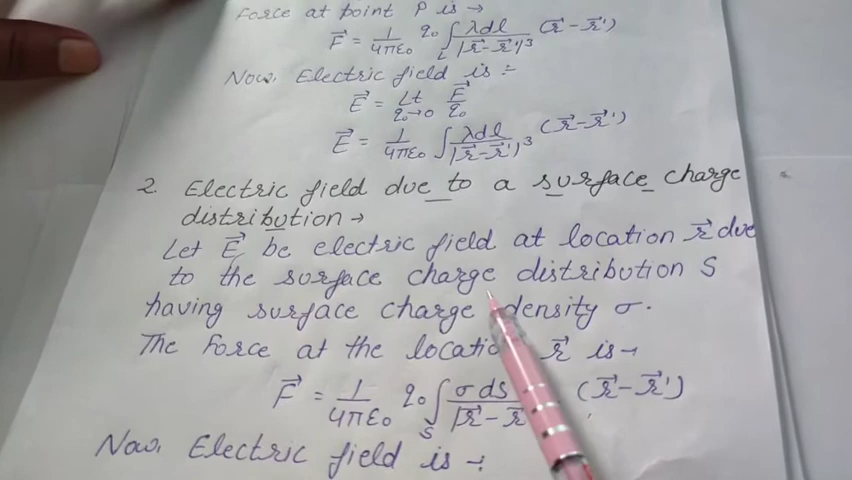 Force at point P is →
F⃗ = 1/4πε₀ q₀ ∫_L λdl/|r⃗-r⃗'|³ (r⃗-r⃗')
Now, Electric field is :-
E⃗ = Lt q₀→0 F⃗/q₀
E⃗ = 1/4πε₀ ∫ λdl/|r⃗-r⃗'|³ (r⃗-r⃗')
2. Electric field due to a surface charge
distribution →
Let E⃗ be electric field at location r⃗ due
to the surface charge distribution S
having surface charge density σ.
The Force at the location r⃗ is →
F⃗ = 1/4πε₀ q₀ ∫_S σds/|r⃗-r⃗ (r⃗-r⃗')
Now, Electric field is →